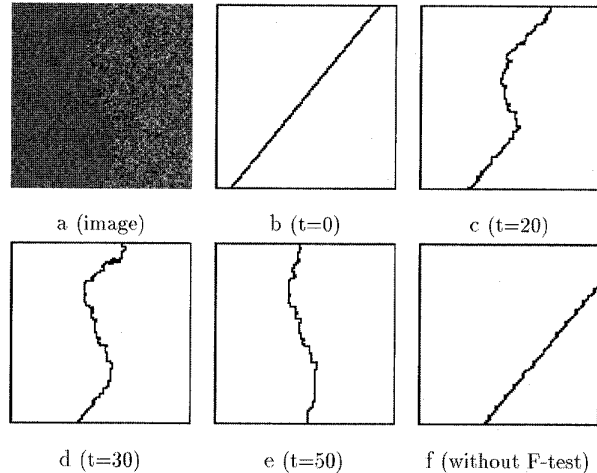 a (image)
b (t=0)
c (t=20)
d (t=30)
e (t=50)
f (without F-test)